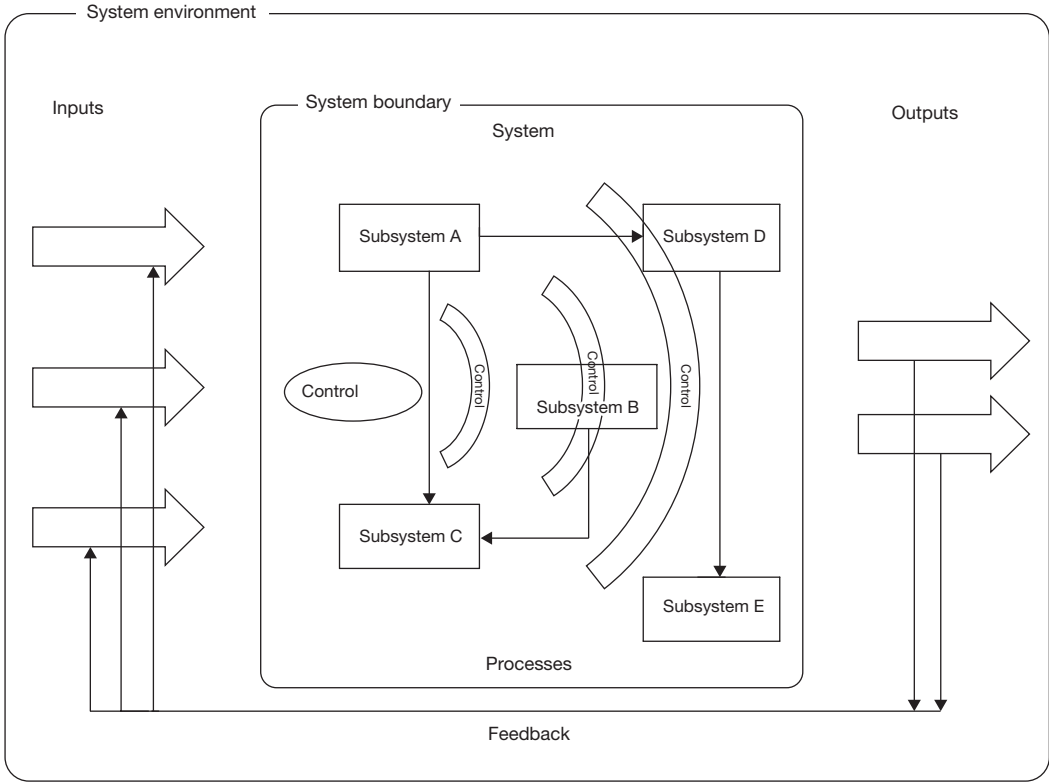 System environment
Inputs
System boundary
System
Outputs
Subsystem A
Subsystem D
Control
Control
Control
Control
Subsystem B
Subsystem C
Subsystem E
Processes
Feedback